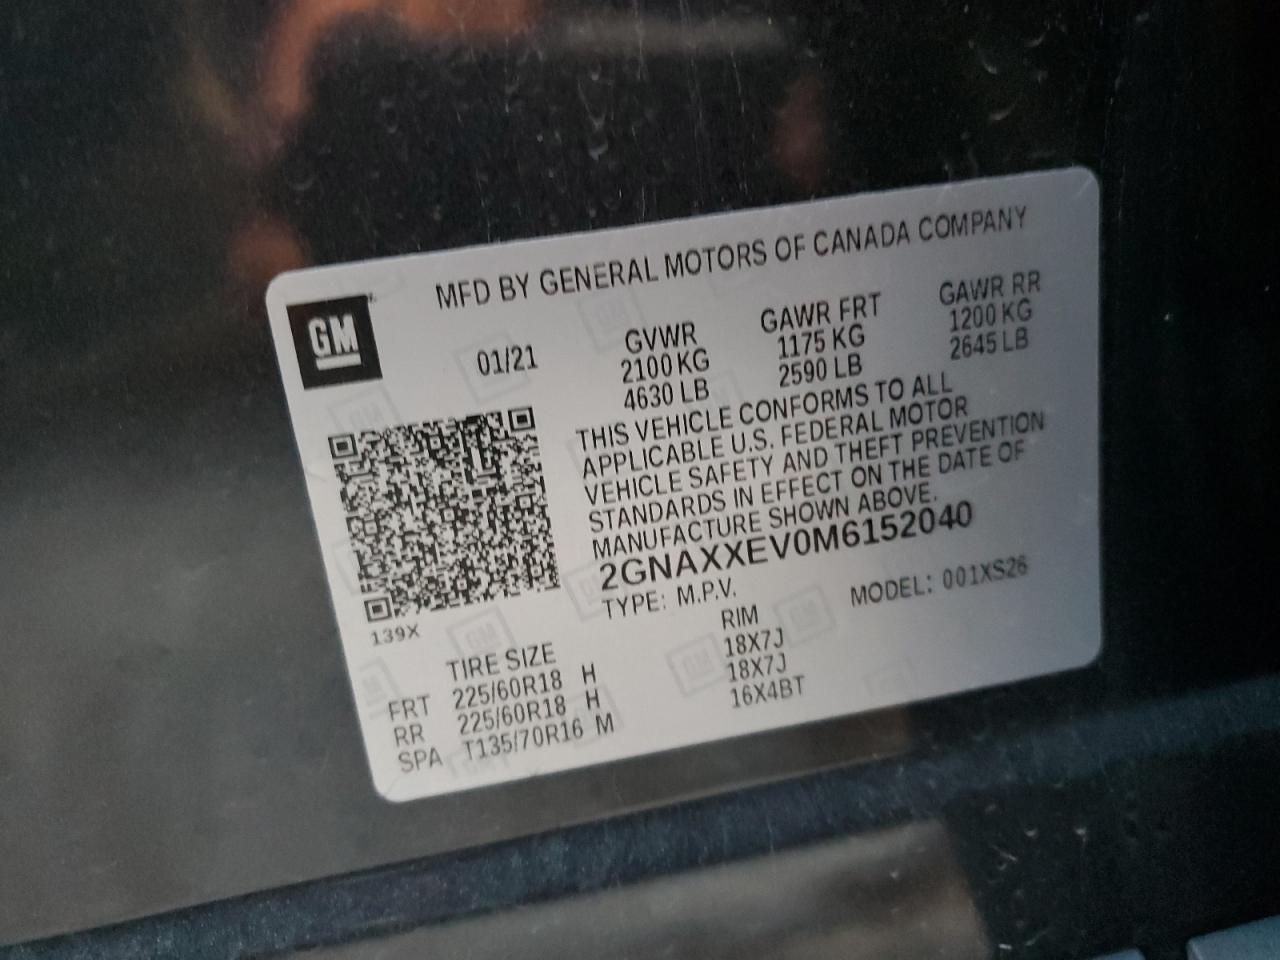 MFD BY GENERAL MOTORS OF CANADA COMPANY
GM
01/21
GVWR
2100 KG
4630 LB
GAWR FRT
1175 KG
2590 LB
GAWR RR
1200 KG
2645 LB
THIS VEHICLE CONFORMS TO ALL
APPLICABLE U.S. FEDERAL MOTOR
VEHICLE SAFETY AND THEFT PREVENTION
STANDARDS IN EFFECT ON THE DATE OF
MANUFACTURE SHOWN ABOVE.
2GNAXXEV0M6152040
TYPE: M.P.V. MODEL: 001XS26
139X
TIRE SIZE RIM
FRT 225/60R18 H 18X7J
RR 225/60R18 H 18X7J
SPA T135/70R16 M 16X4BT